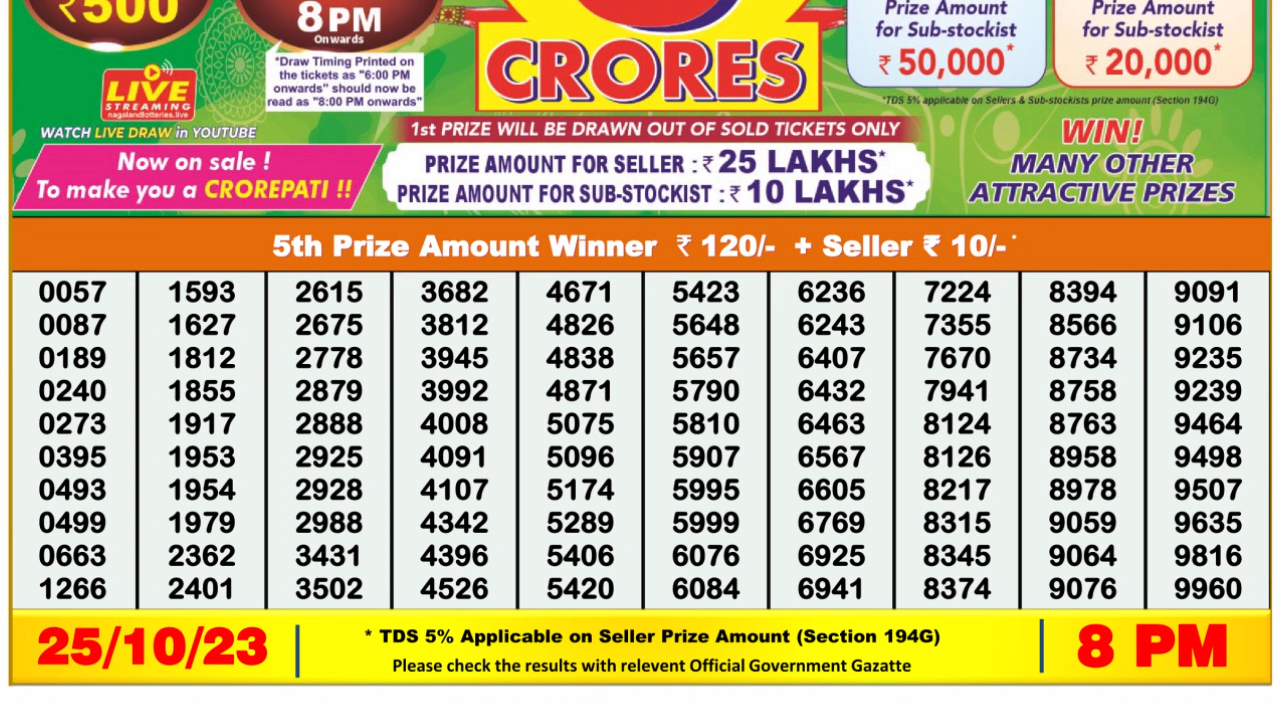 ₹500
8 PM
Onwards
"Draw Timing Printed on
the tickets as "6:00 PM
onwards" should now be
read as "8:00 PM onwards"
LIVE
STREAMING
nagalandlotteries.live
WATCH LIVE DRAW in YOUTUBE
Now on sale !
To make you a CROREPATI !!
CRORES
1st PRIZE WILL BE DRAWN OUT OF SOLD TICKETS ONLY
PRIZE AMOUNT FOR SELLER : ₹ 25 LAKHS*
PRIZE AMOUNT FOR SUB-STOCKIST : ₹ 10 LAKHS*
Prize Amount
for Sub-stockist
₹ 50,000*
Prize Amount
for Sub-stockist
₹ 20,000*
*TDS 5% applicable on Sellers & Sub-stockists prize amount (Section 194G)
WIN!
MANY OTHER
ATTRACTIVE PRIZES
5th Prize Amount Winner ₹ 120/- + Seller ₹ 10/- *
0057 1593 2615 3682 4671 5423 6236 7224 8394 9091
0087 1627 2675 3812 4826 5648 6243 7355 8566 9106
0189 1812 2778 3945 4838 5657 6407 7670 8734 9235
0240 1855 2879 3992 4871 5790 6432 7941 8758 9239
0273 1917 2888 4008 5075 5810 6463 8124 8763 9464
0395 1953 2925 4091 5096 5907 6567 8126 8958 9498
0493 1954 2928 4107 5174 5995 6605 8217 8978 9507
0499 1979 2988 4342 5289 5999 6769 8315 9059 9635
0663 2362 3431 4396 5406 6076 6925 8345 9064 9816
1266 2401 3502 4526 5420 6084 6941 8374 9076 9960
25/10/23
* TDS 5% Applicable on Seller Prize Amount (Section 194G)
Please check the results with relevent Official Government Gazatte
8 PM